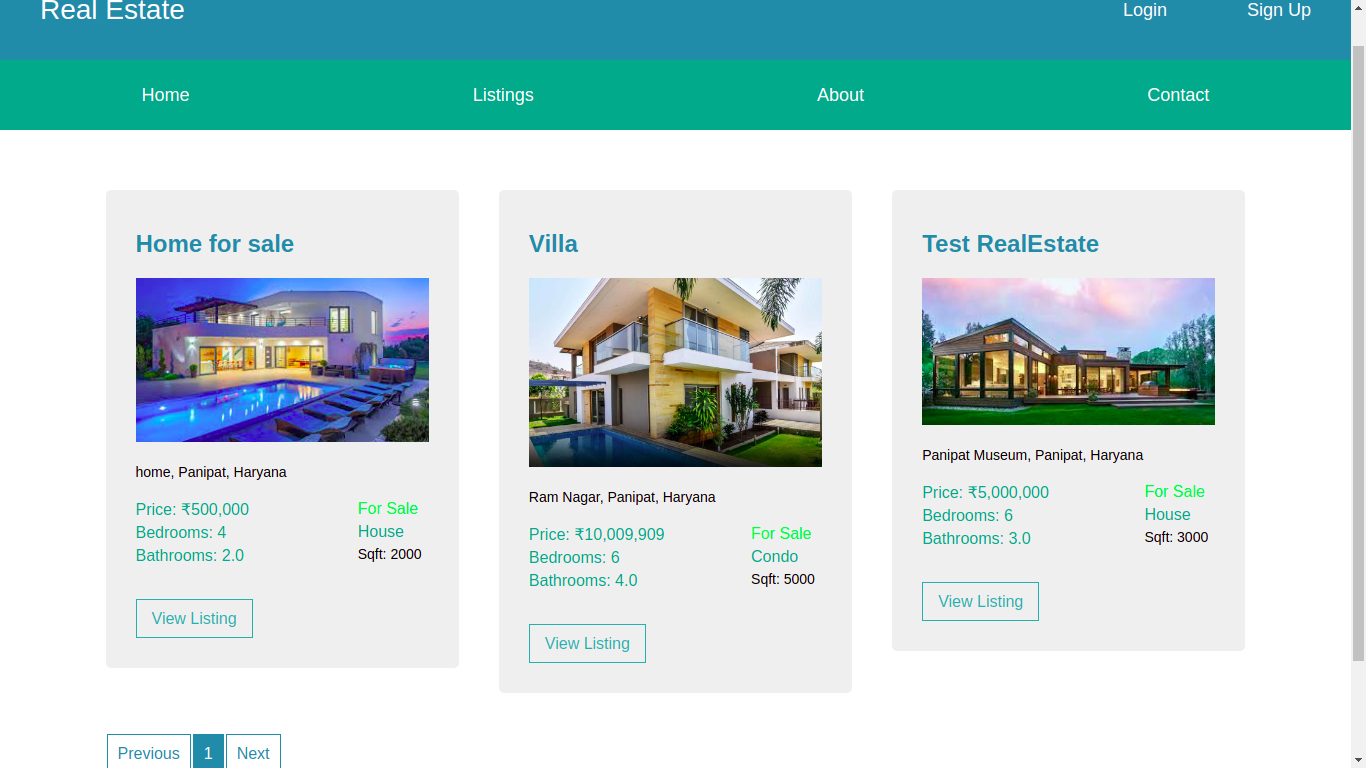 Real Estate
Login
Sign Up
Home
Listings
About
Contact
Home for sale
home, Panipat, Haryana
Price: ₹500,000
Bedrooms: 4
Bathrooms: 2.0
For Sale
House
Sqft: 2000
View Listing
Villa
Ram Nagar, Panipat, Haryana
Price: ₹10,009,909
Bedrooms: 6
Bathrooms: 4.0
For Sale
Condo
Sqft: 5000
View Listing
Test RealEstate
Panipat Museum, Panipat, Haryana
Price: ₹5,000,000
Bedrooms: 6
Bathrooms: 3.0
For Sale
House
Sqft: 3000
View Listing
Previous
1
Next